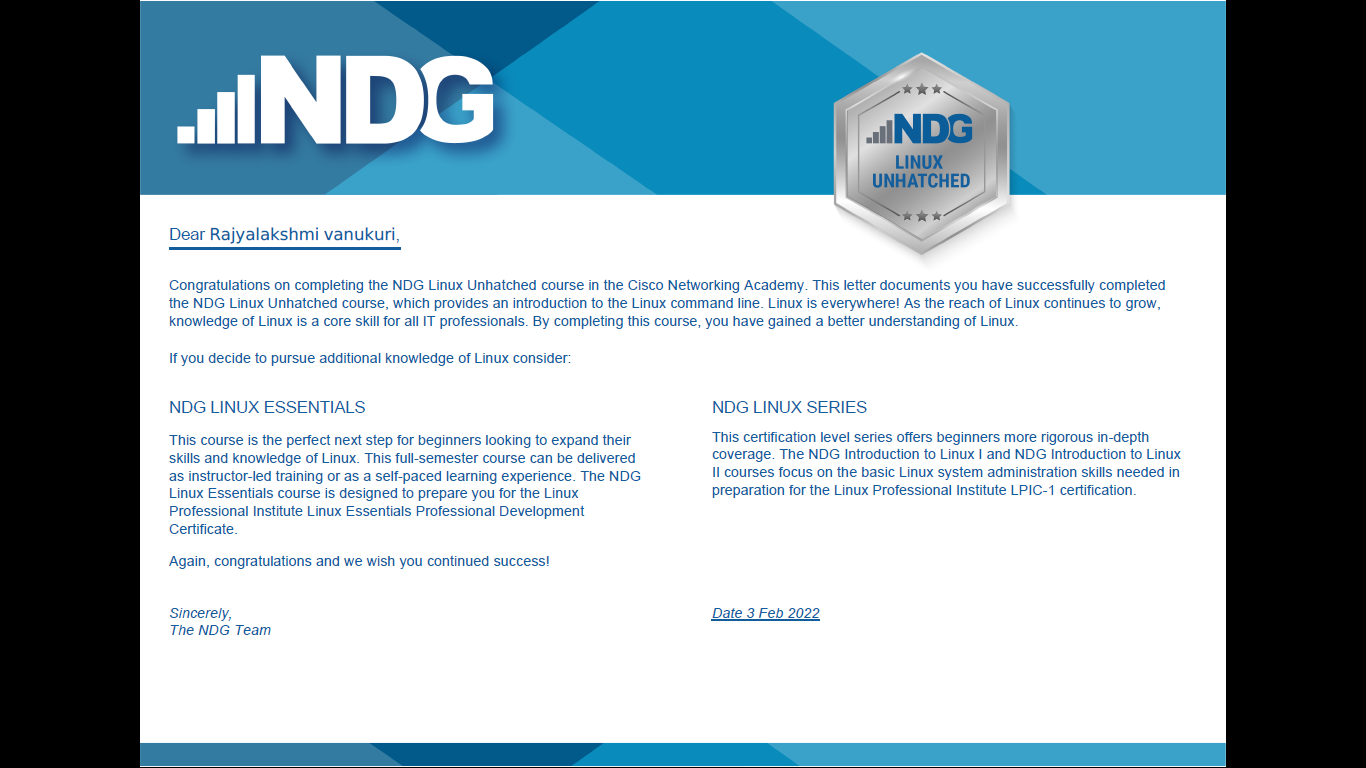 NDG
NDG
LINUX
UNHATCHED
Dear Rajyalakshmi vanukuri,
Congratulations on completing the NDG Linux Unhatched course in the Cisco Networking Academy. This letter documents you have successfully completed
the NDG Linux Unhatched course, which provides an introduction to the Linux command line. Linux is everywhere! As the reach of Linux continues to grow,
knowledge of Linux is a core skill for all IT professionals. By completing this course, you have gained a better understanding of Linux.
If you decide to pursue additional knowledge of Linux consider:
NDG LINUX ESSENTIALS
This course is the perfect next step for beginners looking to expand their
skills and knowledge of Linux. This full-semester course can be delivered
as instructor-led training or as a self-paced learning experience. The NDG
Linux Essentials course is designed to prepare you for the Linux
Professional Institute Linux Essentials Professional Development
Certificate.
Again, congratulations and we wish you continued success!
NDG LINUX SERIES
This certification level series offers beginners more rigorous in-depth
coverage. The NDG Introduction to Linux I and NDG Introduction to Linux
II courses focus on the basic Linux system administration skills needed in
preparation for the Linux Professional Institute LPIC-1 certification.
Sincerely,
The NDG Team
Date 3 Feb 2022